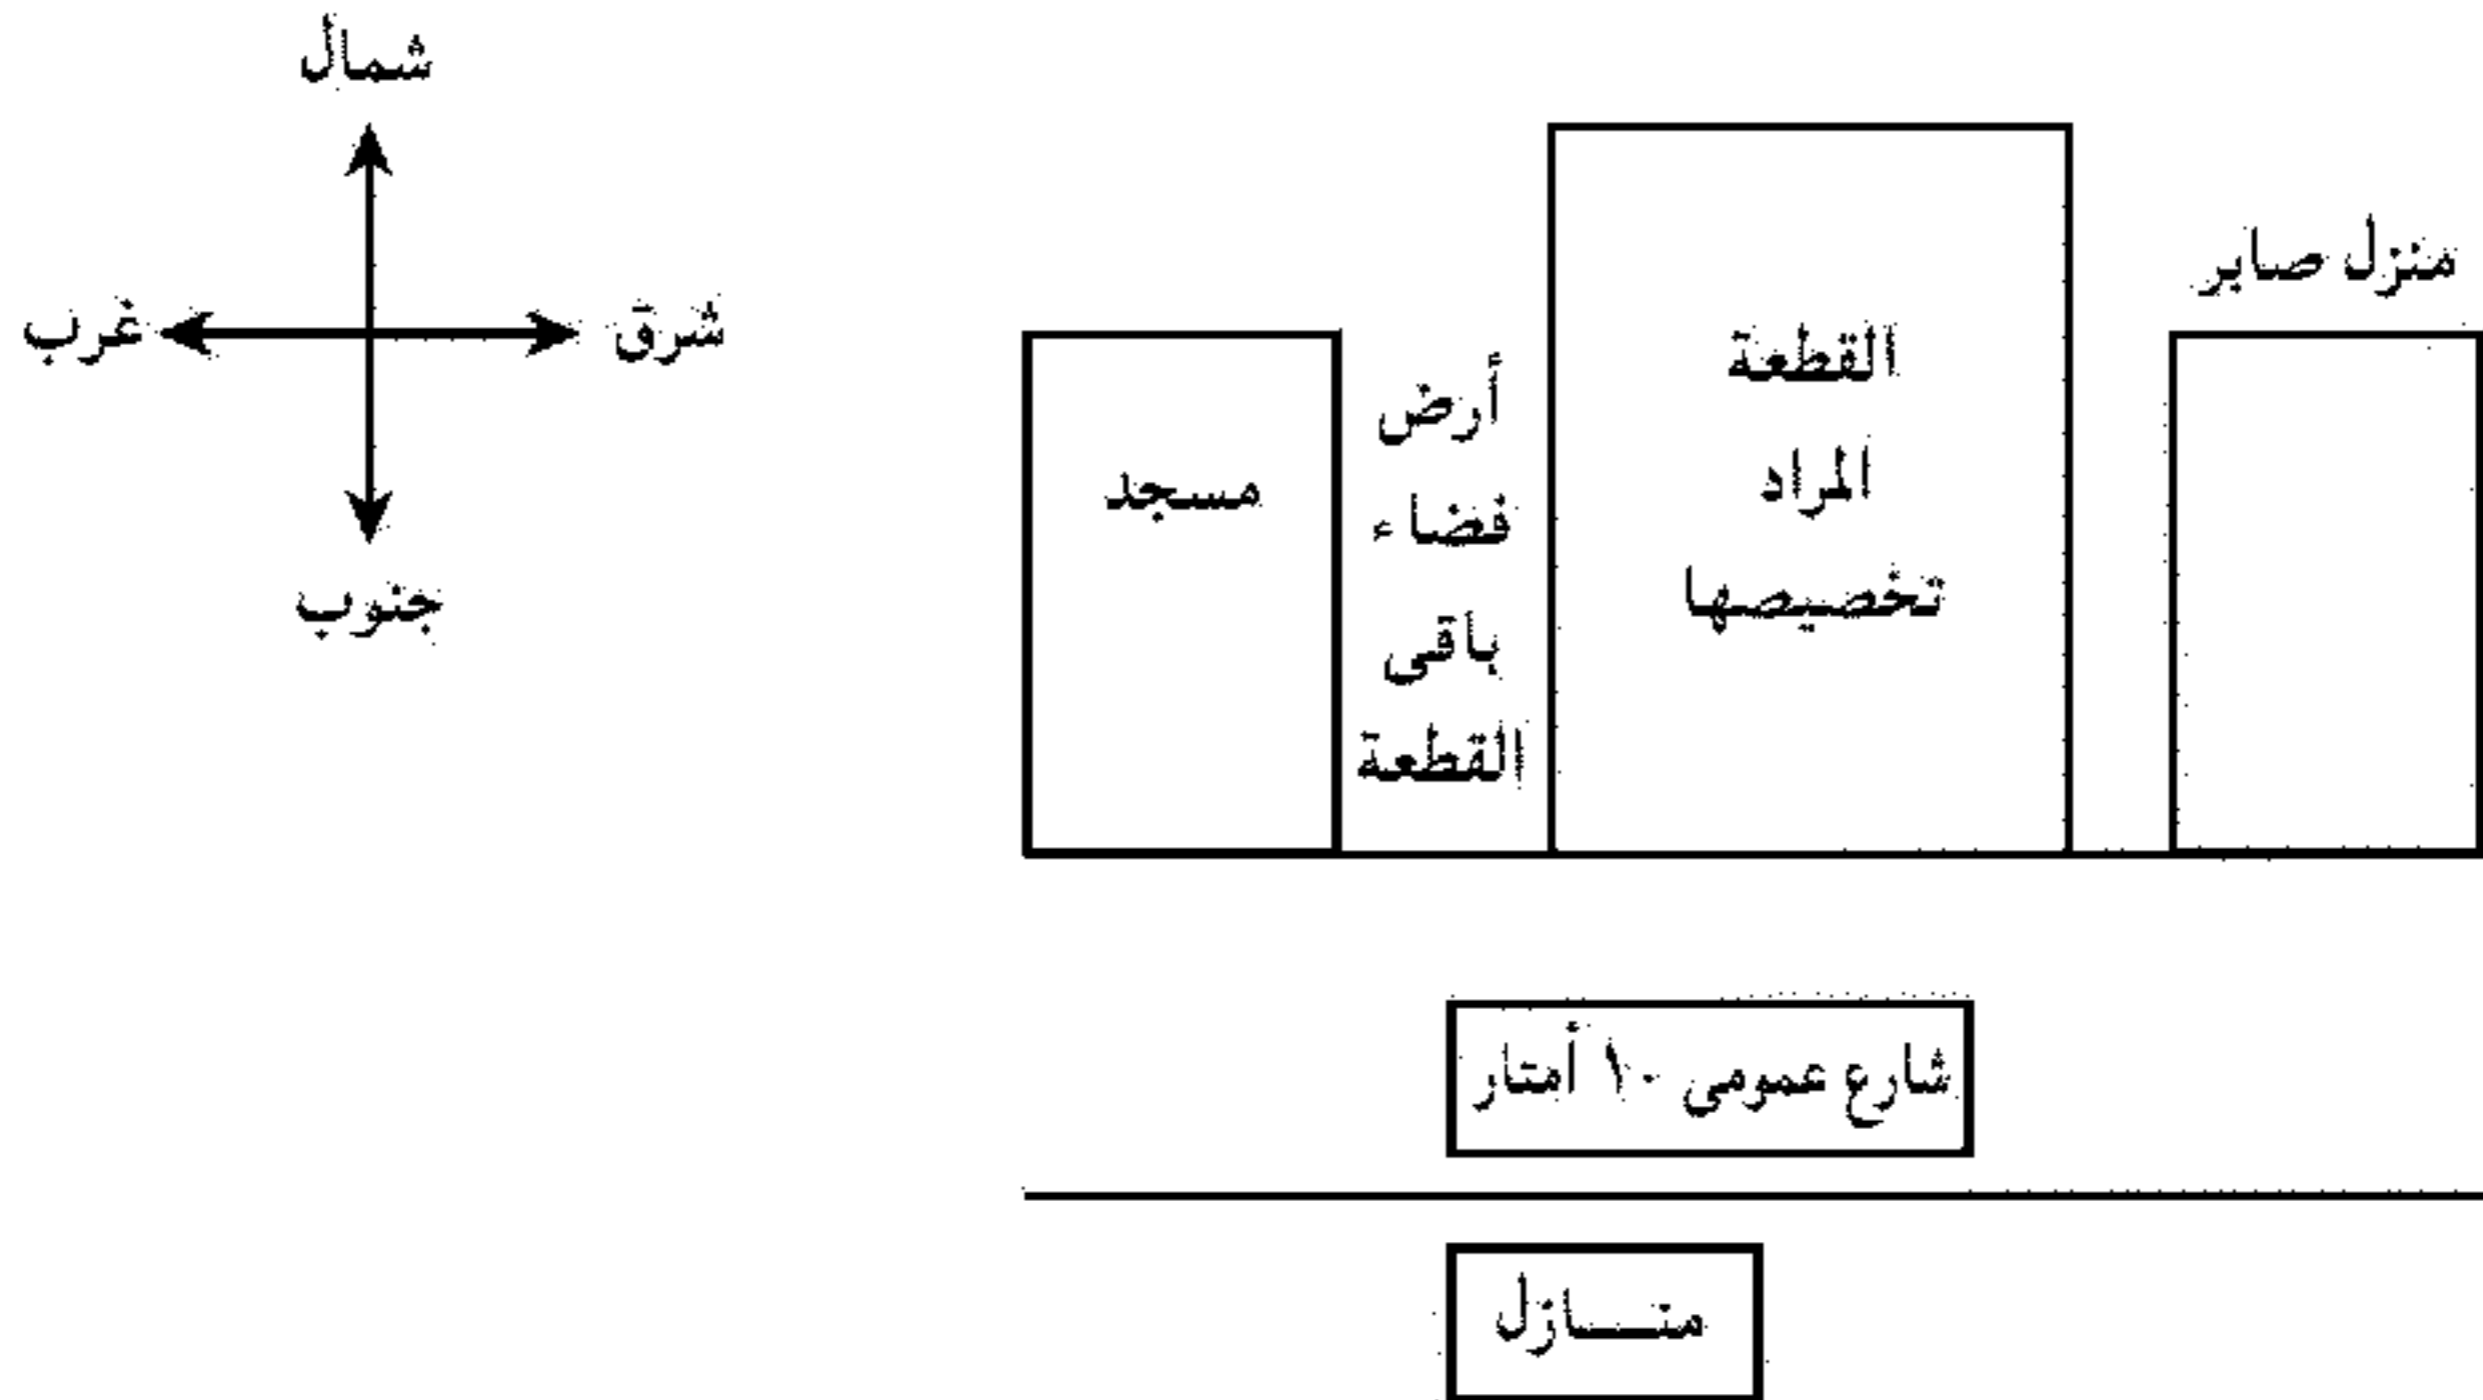 شمال
شرق
غرب
جنوب
منزل صابر
القطعة
المراد
تخصيصها
أرض
فضاء
باقى
القطعة
مسجد
شارع عمومى ١٠ أمتار
منـــازل